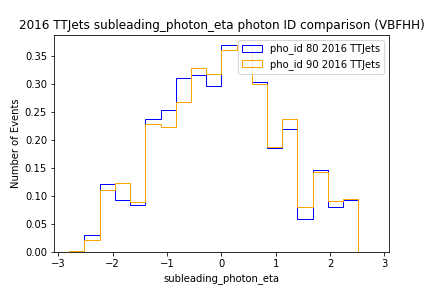 2016 TTJets subleading_photon_eta photon ID comparison (VBFHH)
pho_id 80 2016 TTJets
pho_id 90 2016 TTJets
Number of Events
0.35
0.30
0.25
0.20
0.15
0.10
0.05
0.00
−3 −2 −1 0 1 2 3
subleading_photon_eta